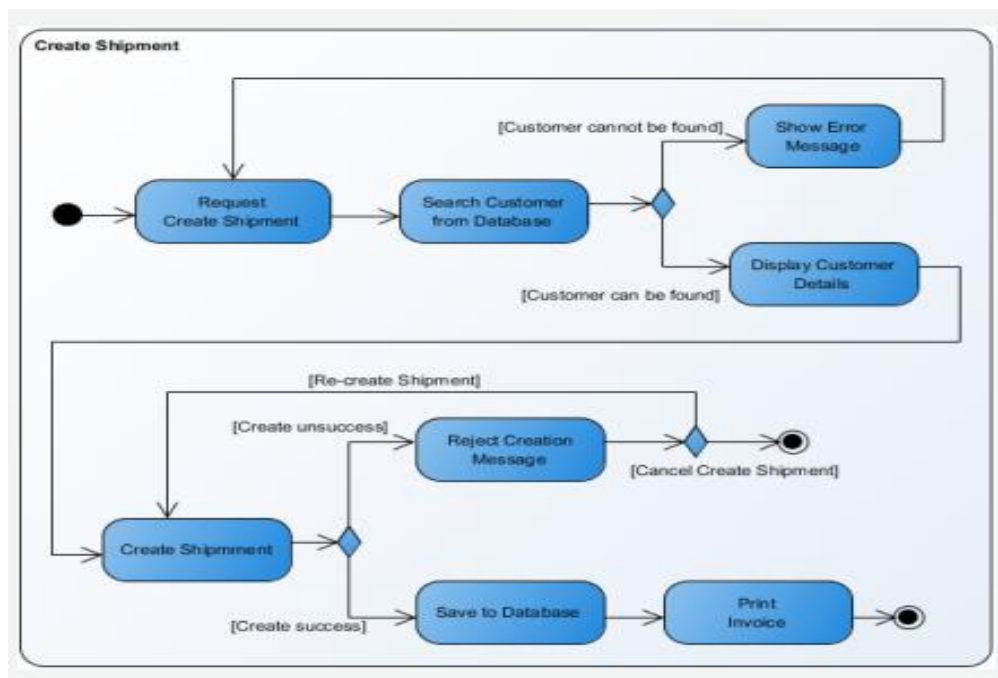 Create Shipment
[Customer cannot be found]
Show Error
Message
Request
Create Shipment
Search Customer
from Database
Display Customer
Details
[Customer can be found]
[Re-create Shipment]
[Create unsuccess]
Reject Creation
Message
[Cancel Create Shipment]
Create Shipmment
[Create success]
Save to Database
Print
Invoice